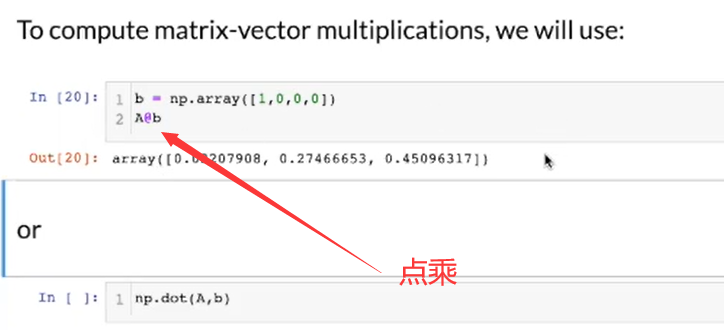 To compute matrix-vector multiplications, we will use:
In [20]: 1 b = np.array([1,0,0,0])
2 A@b
Out[20]: array([0. 207908, 0.27466653, 0.45096317])
or
点乘
In [ ]: 1 np.dot(A,b)